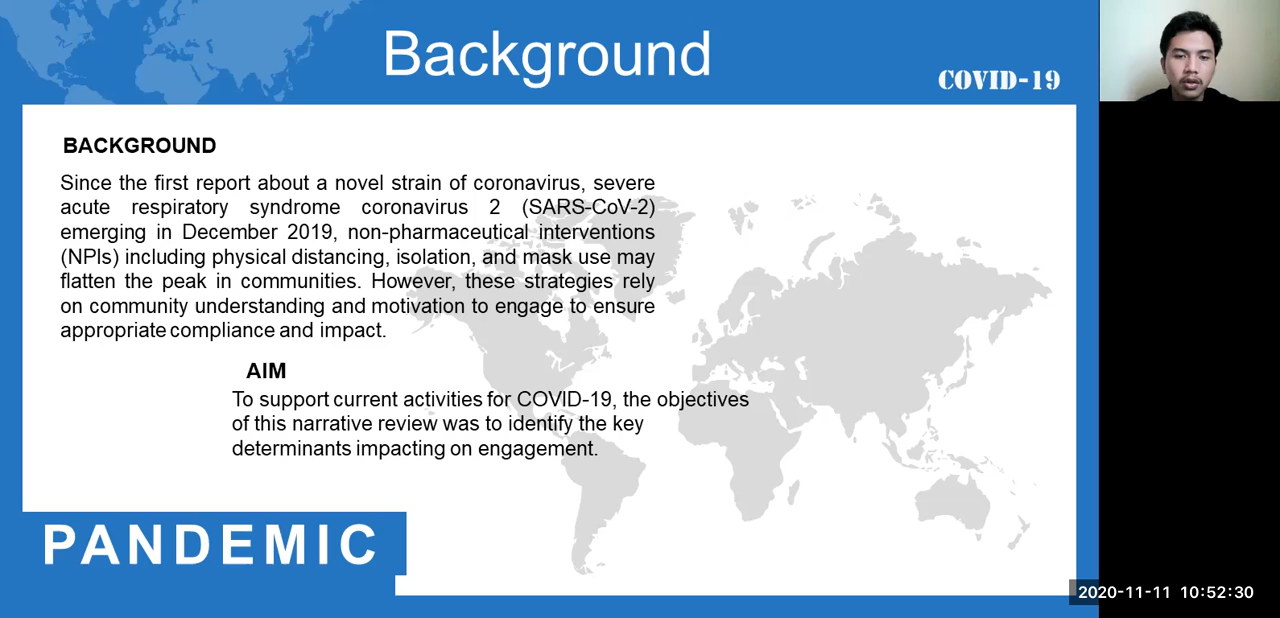 Background
COVID-19
BACKGROUND
Since the first report about a novel strain of coronavirus, severe
acute respiratory syndrome coronavirus 2 (SARS-CoV-2)
emerging in December 2019, non-pharmaceutical interventions
(NPIs) including physical distancing, isolation, and mask use may
flatten the peak in communities. However, these strategies rely
on community understanding and motivation to engage to ensure
appropriate compliance and impact.
AIM
To support current activities for COVID-19, the objectives
of this narrative review was to identify the key
determinants impacting on engagement.
PANDEMIC
2020-11-11 10:52:30